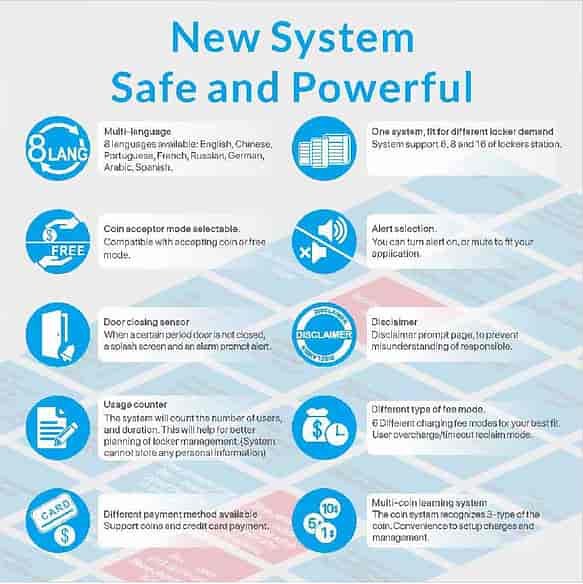 New System
Safe and Powerful
8 LANG
Multi-language
8 languages available: English, Chinese,
Portuguese, French, Russian, German,
Arabic, Spanish.
One system, fit for different locker demand
System support 6, 8 and 16 of lockers station.
$
FREE
Coin acceptor mode selectable.
Compatible with accepting coin or free
mode.
Alert selection.
You can turn alert on, or mute to fit your
application.
Door closing sensor
When a certain period door is not closed,
a splash screen and an alarm prompt alert.
DISCLAIMER
DISCLAIMER
DISCLAIMER
Disclaimer
Disclaimer prompt page, to prevent
misunderstanding of responsible.
Usage counter
The system will count the number of users,
and duration. This will help for better
planning of locker management. (System
cannot store any personal information)
$
Different type of fee mode.
6 Different charging fee modes for your best fit.
User overcharge/timeout reclaim mode.
CARD
$
Different payment method available
Support coins and credit card payment.
10¢
5¢
1¢
Multi-coin learning system
The coin system recognizes 3-type of the
coin. Convenience to setup charges and
management.